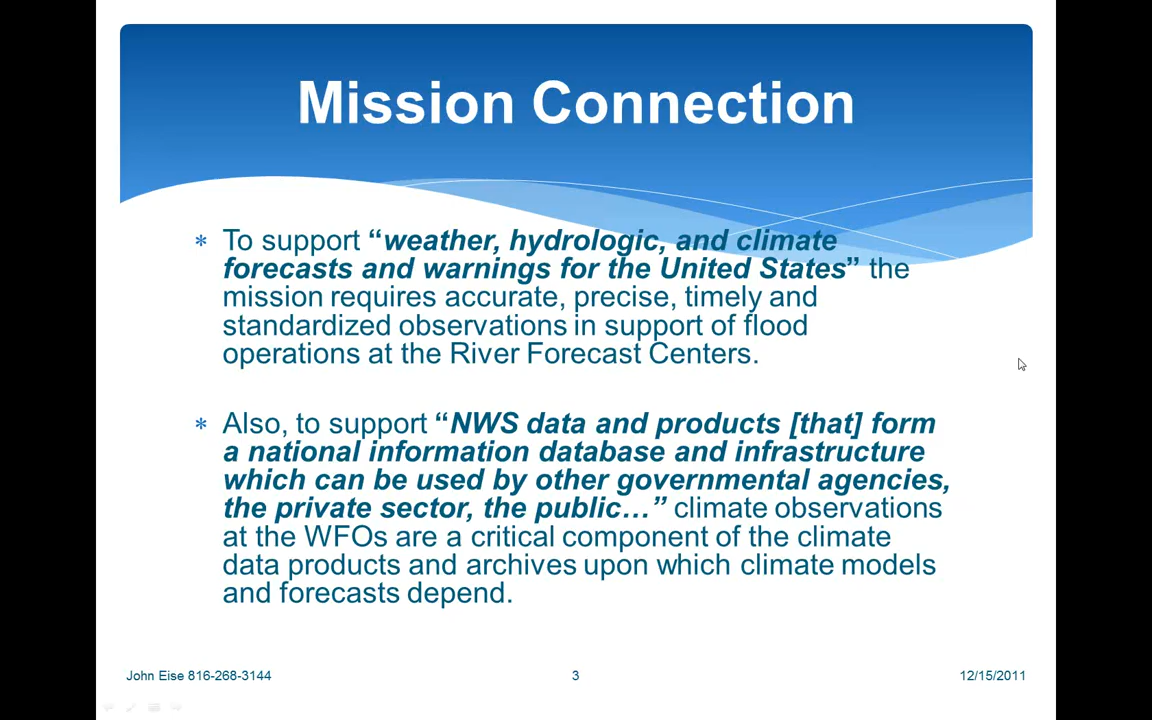 Mission Connection
* To support “weather, hydrologic, and climate
forecasts and warnings for the United States” the
mission requires accurate, precise, timely and
standardized observations in support of flood
operations at the River Forecast Centers.
* Also, to support “NWS data and products [that] form
a national information database and infrastructure
which can be used by other governmental agencies,
the private sector, the public…” climate observations
at the WFOs are a critical component of the climate
data products and archives upon which climate models
and forecasts depend.
John Eise 816-268-3144
3
12/15/2011